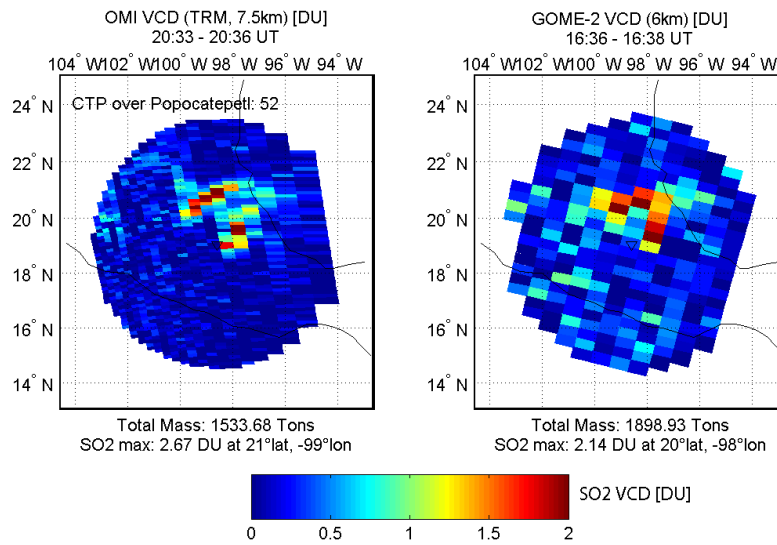 OMI VCD (TRM, 7.5km) [DU]
20:33 - 20:36 UT
104° W 102° W 100° W 98° W 96° W 94° W
CTP over Popocatepetl: 52
24° N
22° N
20° N
18° N
16° N
14° N
Total Mass: 1533.68 Tons
SO2 max: 2.67 DU at 21°lat, -99°lon
GOME-2 VCD (6km) [DU]
16:36 - 16:38 UT
104° W 102° W 100° W 98° W 96° W 94° W
24° N
22° N
20° N
18° N
16° N
14° N
Total Mass: 1898.93 Tons
SO2 max: 2.14 DU at 20°lat, -98°lon
SO2 VCD [DU]
0 0.5 1 1.5 2